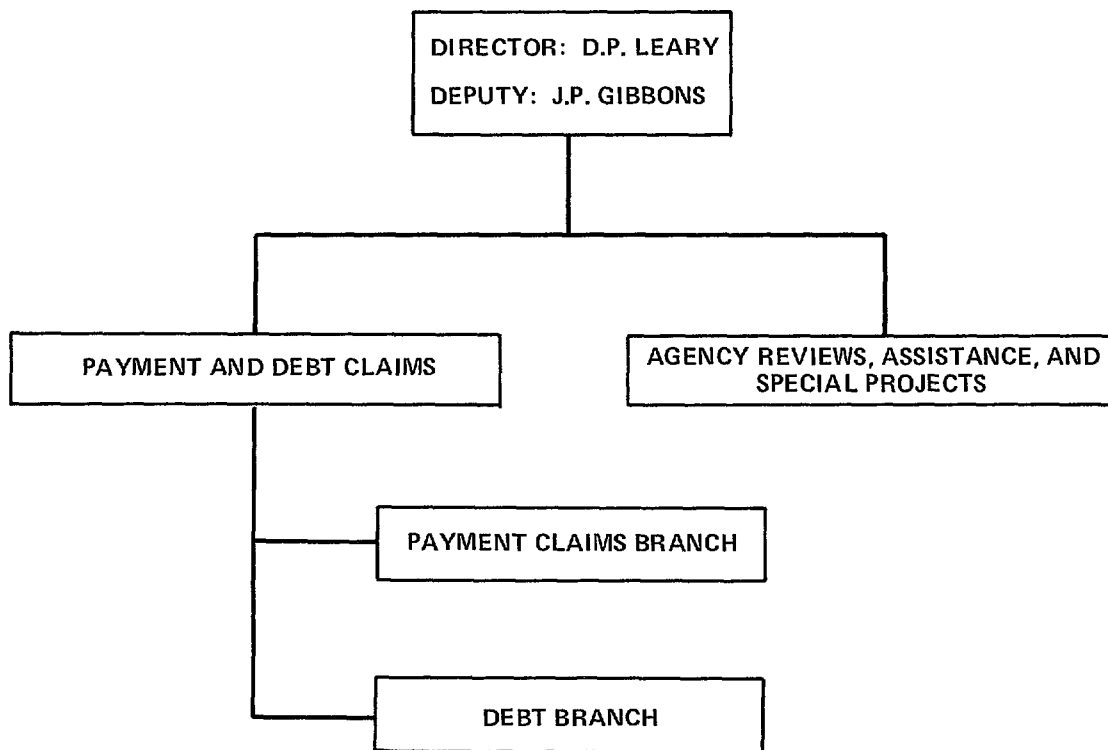 DIRECTOR: D.P. LEARY
DEPUTY: J.P. GIBBONS
PAYMENT AND DEBT CLAIMS
AGENCY REVIEWS, ASSISTANCE, AND
SPECIAL PROJECTS
PAYMENT CLAIMS BRANCH
DEBT BRANCH